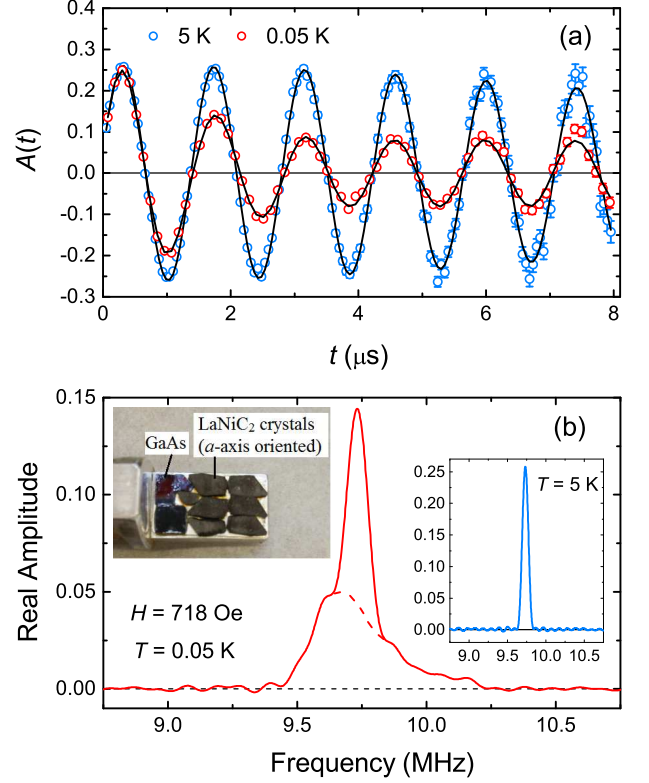 0.4
0.3
0.2
0.1
0.0
-0.1
-0.2
-0.3
A(t)
5 K
0.05 K
(a)
0
2
4
6
8
t (μs)
0.15
0.10
0.05
0.00
Real Amplitude
LaNiC₂ crystals
GaAs (a-axis oriented)
(b)
0.25
0.20
0.15
0.10
0.05
0.00
T = 5 K
9.0
9.5
10.0
10.5
H = 718 Oe
T = 0.05 K
9.0
9.5
10.0
10.5
Frequency (MHz)